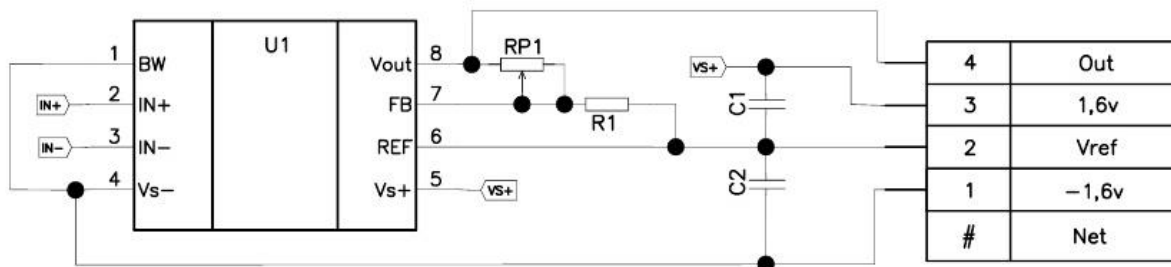 U1
1 BW
2 IN+
3 IN-
4 Vs-
IN+
IN-
Vout 8
FB 7
REF 6
Vs+ 5
RP1
R1
VS+
VS+
C1
C2
4 Out
3 1,6v
2 Vref
1 -1,6v
# Net